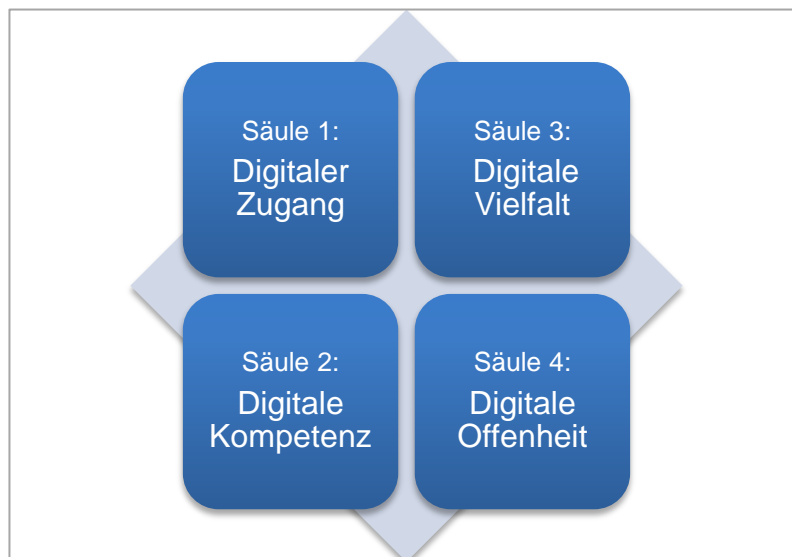 Säule 1:
Digitaler
Zugang
Säule 3:
Digitale
Vielfalt
Säule 2:
Digitale
Kompetenz
Säule 4:
Digitale
Offenheit